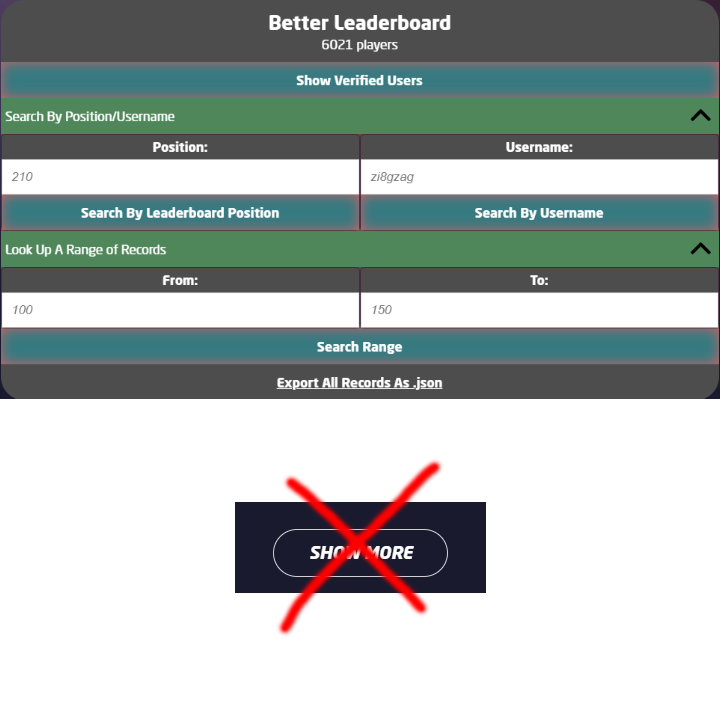 Better Leaderboard
6021 players
Show Verified Users
Search By Position/Username
Position:
Username:
210
zi8gzag
Search By Leaderboard Position
Search By Username
Look Up A Range of Records
From:
To:
100
150
Search Range
Export All Records As .json
SHOW MORE